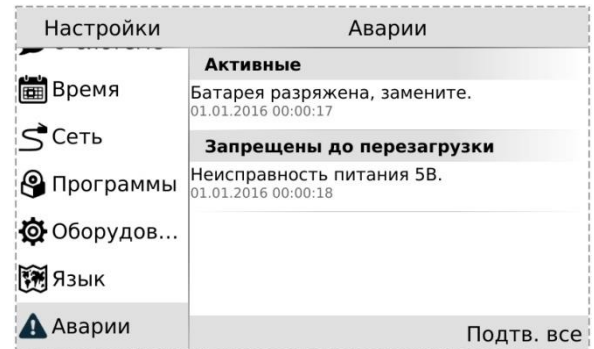 Настройки
Аварии
Время
Сеть
Программы
Оборудов...
Язык
Аварии
Активные
Батарея разряжена, замените.
01.01.2016 00:00:17
Запрещены до перезагрузки
Неисправность питания 5В.
01.01.2016 00:00:18
Подтв. все